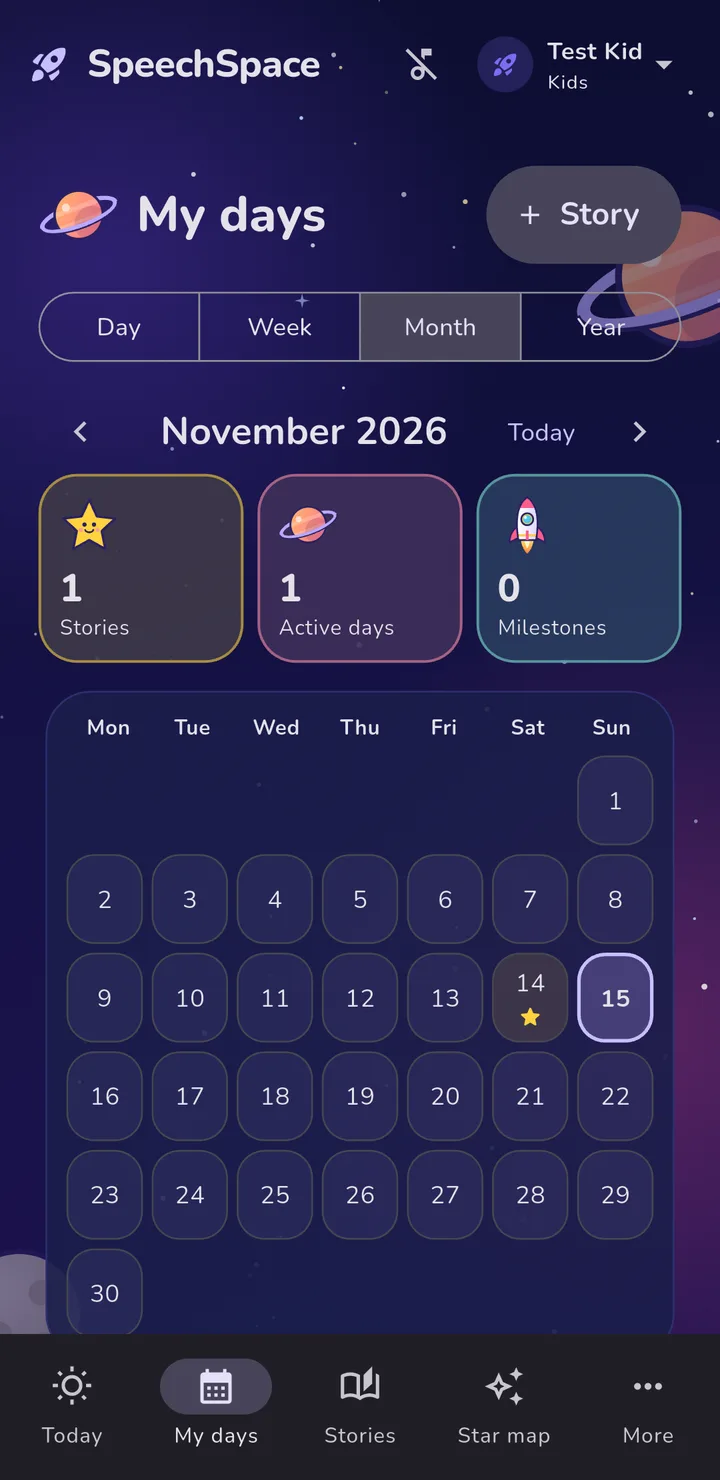 SpeechSpace
Test Kid
Kids
My days
+ Story
Day Week Month Year
November 2026 Today
1 1 0
Stories Active days Milestones
Mon Tue Wed Thu Fri Sat Sun
1
2 3 4 5 6 7 8
9 10 11 12 13 14 15
16 17 18 19 20 21 22
23 24 25 26 27 28 29
30
Today My days Stories Star map More